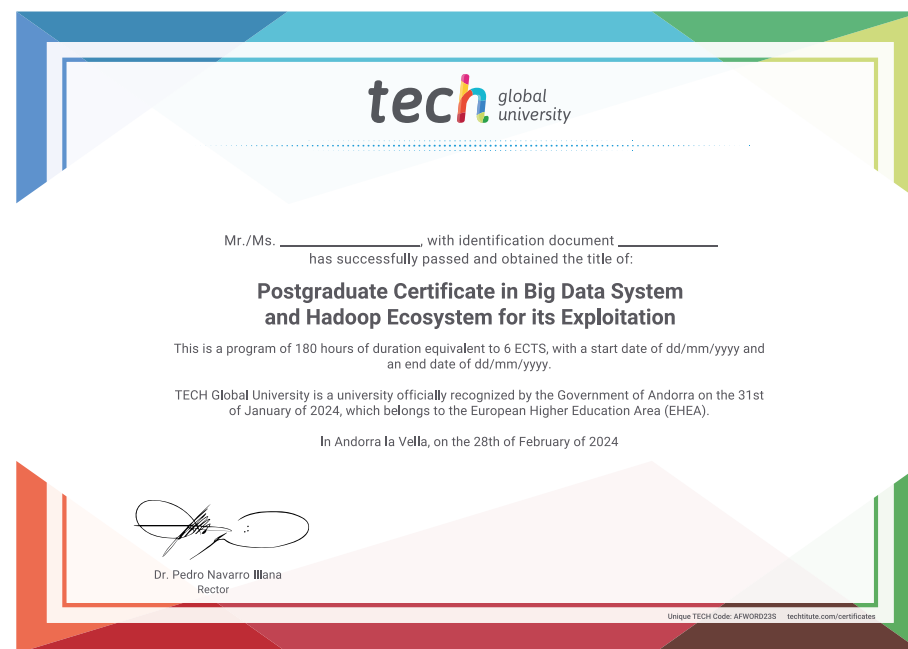 tech global university
Mr./Ms. ____________________, with identification document ______________
has successfully passed and obtained the title of:
Postgraduate Certificate in Big Data System
and Hadoop Ecosystem for its Exploitation
This is a program of 180 hours of duration equivalent to 6 ECTS, with a start date of dd/mm/yyyy and
an end date of dd/mm/yyyy.
TECH Global University is a university officially recognized by the Government of Andorra on the 31st
of January of 2024, which belongs to the European Higher Education Area (EHEA).
In Andorra la Vella, on the 28th of February of 2024
Dr. Pedro Navarro Illana
Rector
Unique TECH Code: AFWORD23S techtitute.com/certificates